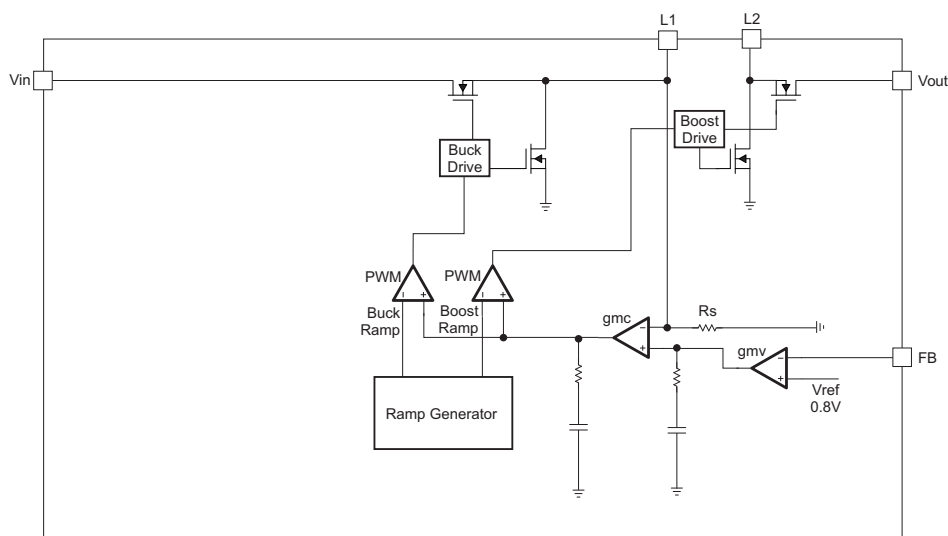 L1
L2
Vin
Vout
Boost
Drive
Buck
Drive
PWM
PWM
Buck
Ramp
Boost
Ramp
gmc
Rs
gmv
FB
Vref
0.8V
Ramp Generator